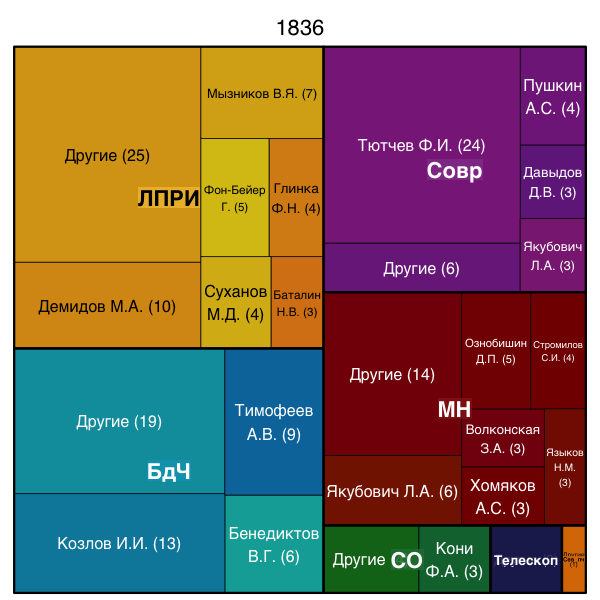 1836
Другие (25)
ЛПРИ
Мызников В.Я. (7)
Фон-Бейер
Г. (5)
Глинка
Ф.Н. (4)
Демидов М.А. (10)
Суханов
М.Д. (4)
Баталин
Н.В. (3)
Тютчев Ф.И. (24)
Совр
Пушкин
А.С. (4)
Давыдов
Д.В. (3)
Якубович
Л.А. (3)
Другие (6)
Другие (19)
БдЧ
Тимофеев
А.В. (9)
Козлов И.И. (13)
Бенедиктов
В.Г. (6)
Другие (14)
МН
Ознобишин
Д.П. (5)
Стромилов
С.И. (4)
Волконская
З.А. (3)
Языков
Н.М.
(3)
Якубович Л.А. (6)
Хомяков
А.С. (3)
Другие
СО
Кони
Ф.А. (3)
Телескоп